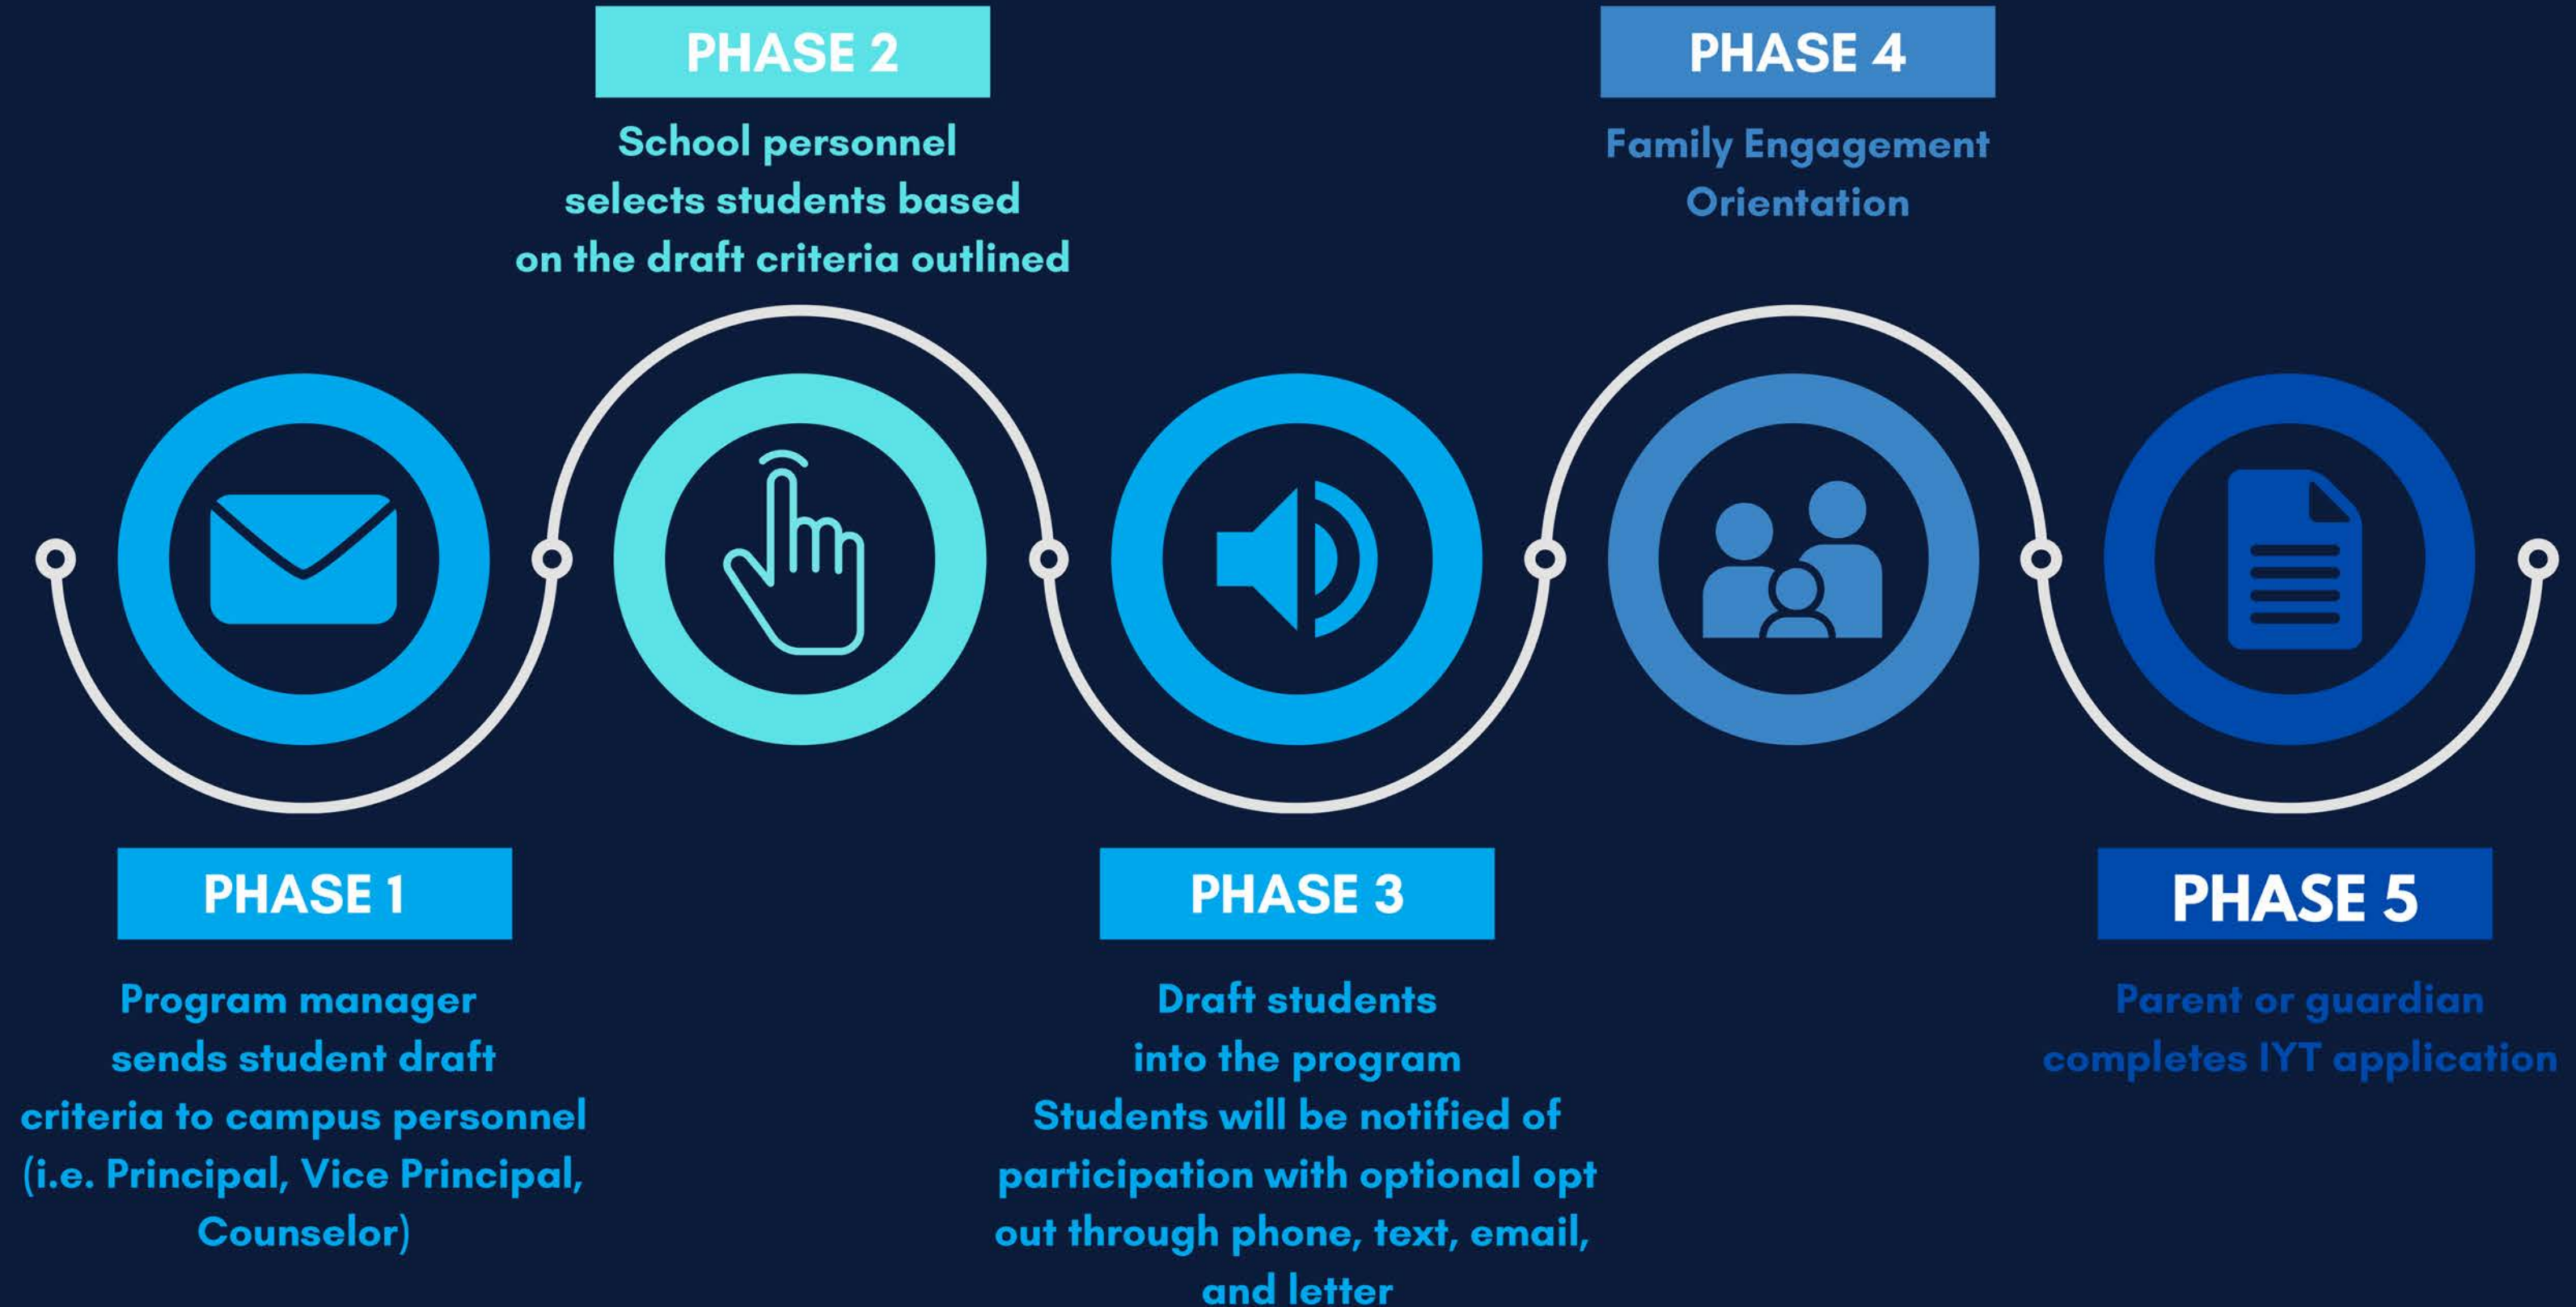 PHASE 1
Program manager
sends student draft
criteria to campus personnel
(i.e. Principal, Vice Principal,
Counselor)
PHASE 2
School personnel
selects students based
on the draft criteria outlined
PHASE 3
Draft students
into the program
Students will be notified of
participation with optional opt
out through phone, text, email,
and letter
PHASE 4
Family Engagement
Orientation
PHASE 5
Parent or guardian
completes IYT application